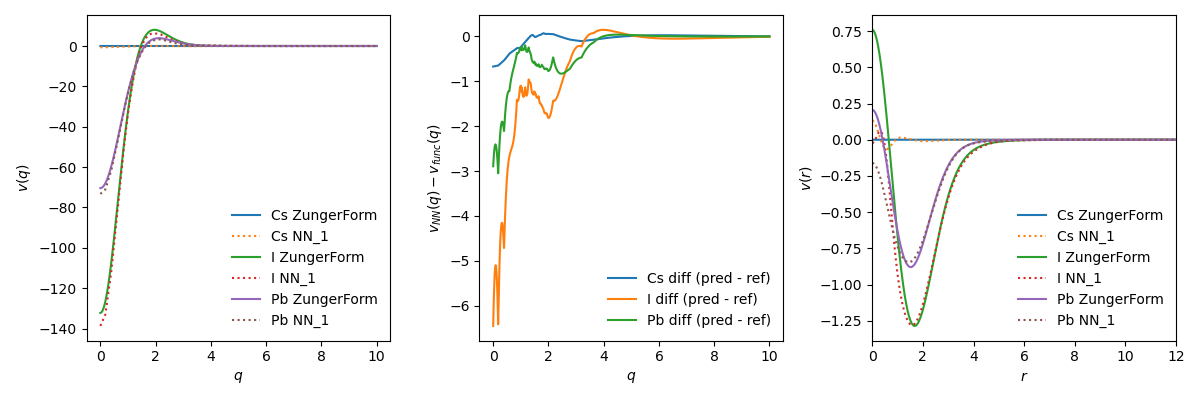 0
−20
−40
−60
−80
−100
−120
−140
v(q)
0
2
4
6
8
10
q
Cs ZungerForm
Cs NN_1
I ZungerForm
I NN_1
Pb ZungerForm
Pb NN_1
0
−1
−2
−3
−4
−5
−6
v_NN(q) − v_func(q)
0
2
4
6
8
10
q
Cs diff (pred - ref)
I diff (pred - ref)
Pb diff (pred - ref)
0.75
0.50
0.25
0.00
−0.25
−0.50
−0.75
−1.00
−1.25
v(r)
0
2
4
6
8
10
12
r
Cs ZungerForm
Cs NN_1
I ZungerForm
I NN_1
Pb ZungerForm
Pb NN_1